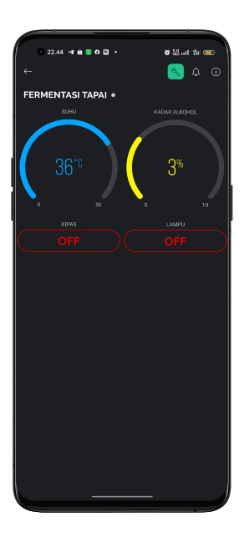 22.44
FERMENTASI TAPAI
SUHU
KADAR ALKOHOL
36°C
3%
0
50
0
10
KIPAS
LAMPU
OFF
OFF